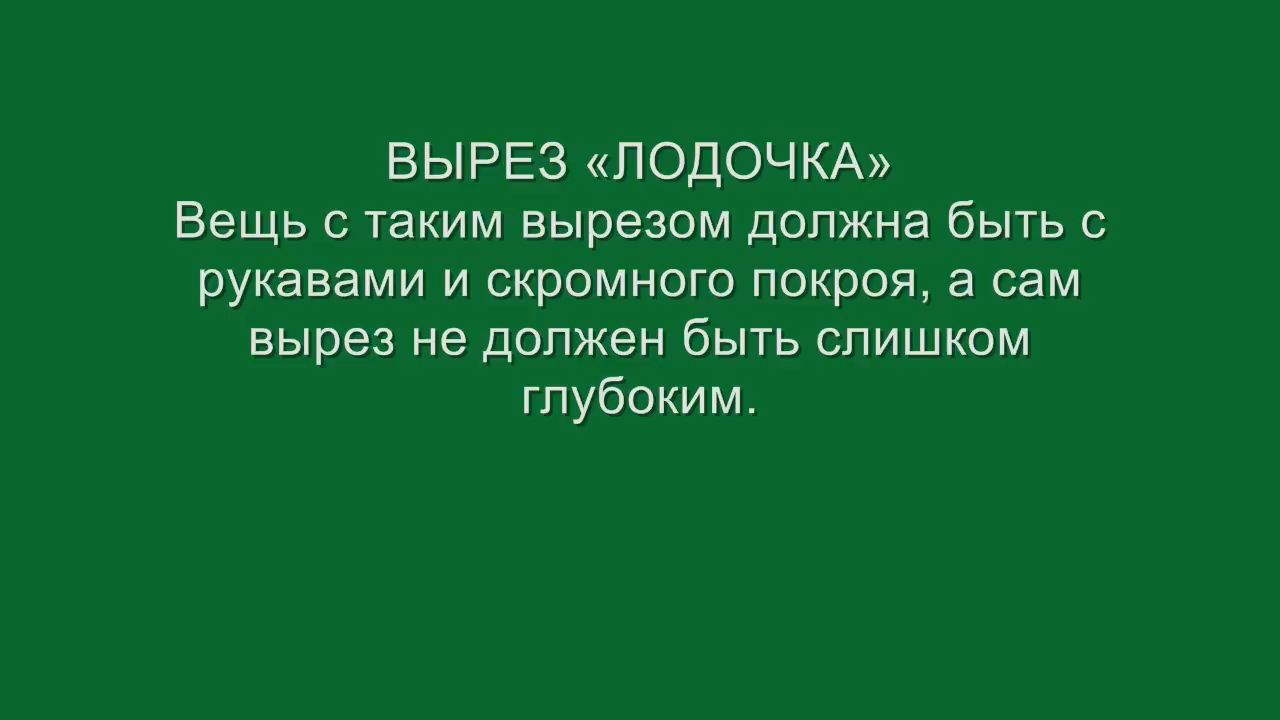 ВЫРЕЗ «ЛОДОЧКА»
Вещь с таким вырезом должна быть с
рукавами и скромного покроя, а сам
вырез не должен быть слишком
глубоким.